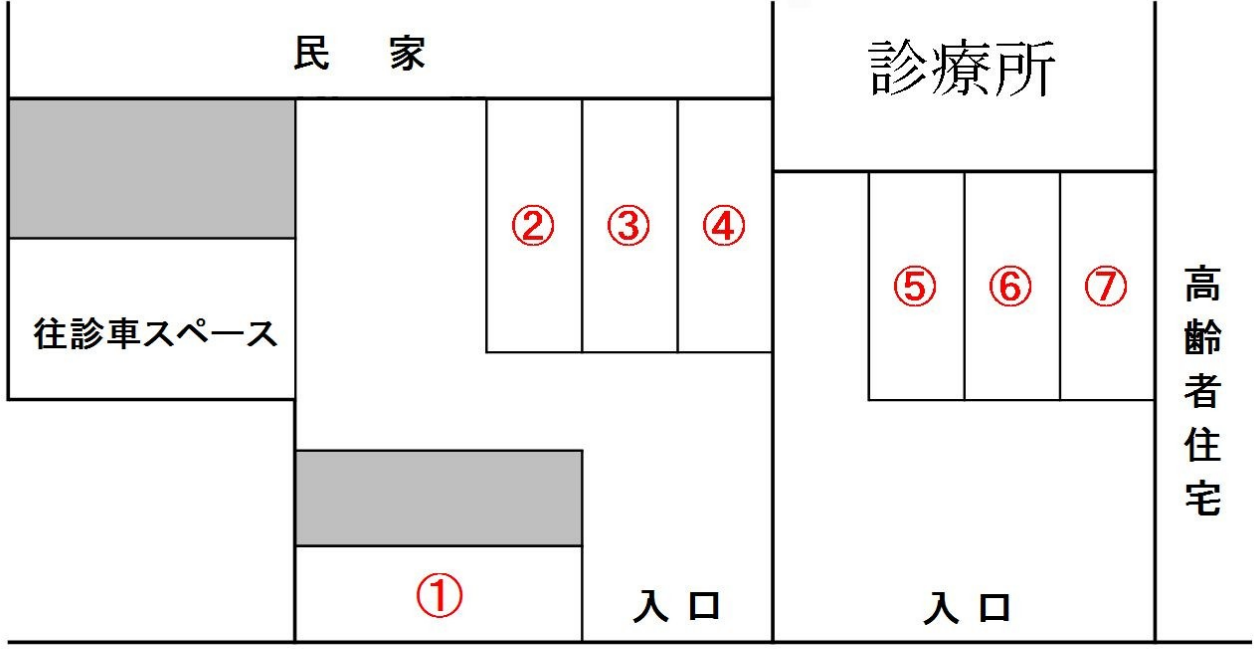 民 家
診療所
② ③ ④
⑤ ⑥ ⑦
往診車スペース
高齢者住宅
①
入 口
入 口